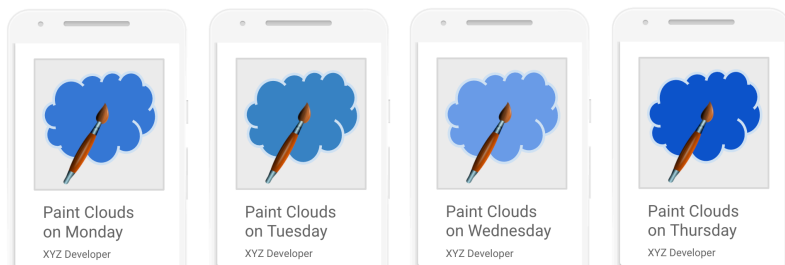 Paint Clouds
on Monday
XYZ Developer
Paint Clouds
on Tuesday
XYZ Developer
Paint Clouds
on Wednesday
XYZ Developer
Paint Clouds
on Thursday
XYZ Developer